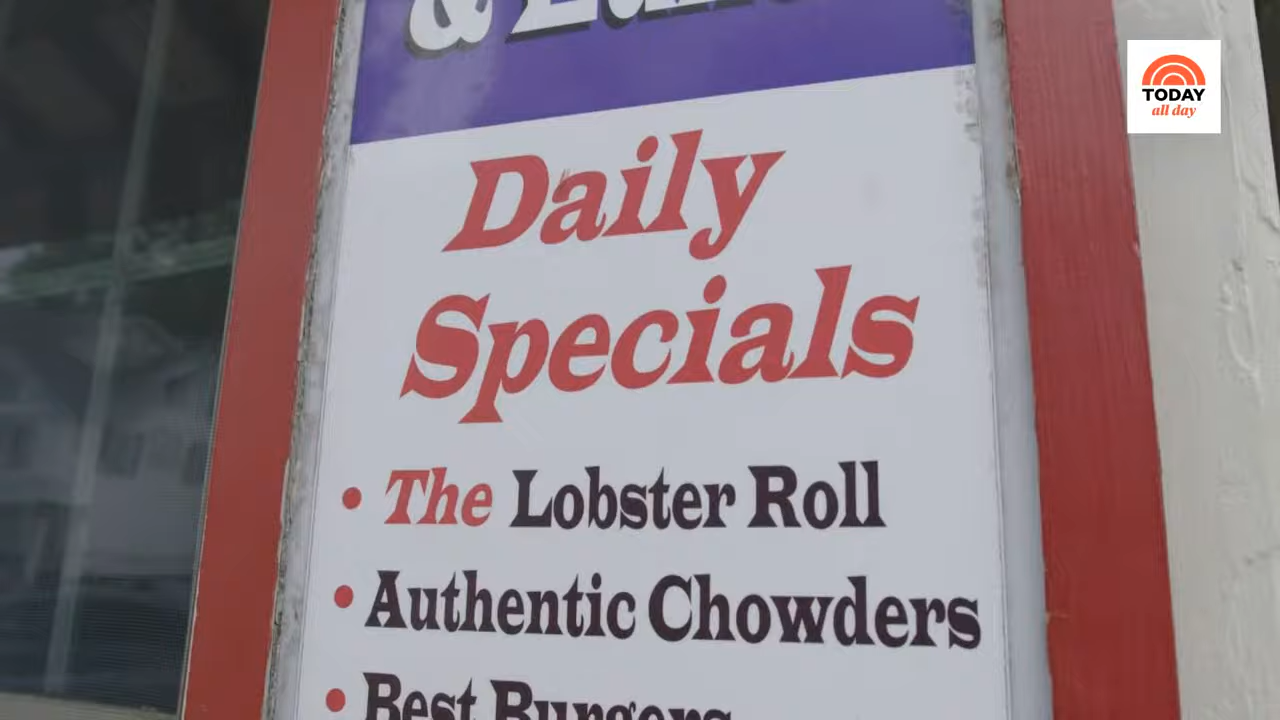 &
TODAY
all day
Daily
Specials
• The Lobster Roll
• Authentic Chowders
• Best Burgers